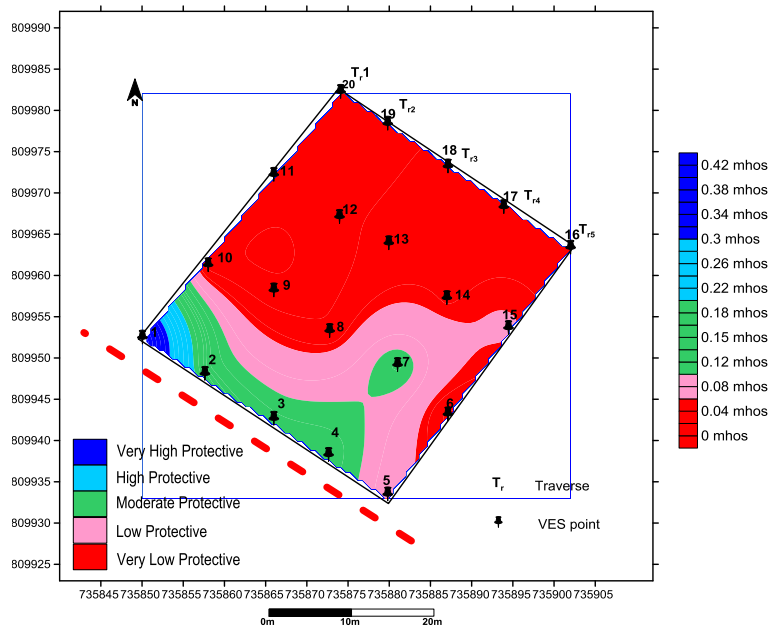 809990
809985
809980
809975
809970
809965
809960
809955
809950
809945
809940
809935
809930
809925
N
Tr1
20
Tr2
19
18
Tr3
17
Tr4
16
Tr5
11
12
13
10
9
14
8
15
1
2
7
3
6
4
5
0.42 mhos
0.38 mhos
0.34 mhos
0.3 mhos
0.26 mhos
0.22 mhos
0.18 mhos
0.15 mhos
0.12 mhos
0.08 mhos
0.04 mhos
0 mhos
Very High Protective
High Protective
Moderate Protective
Low Protective
Very Low Protective
Tr Traverse
VES point
735845 735850 735855 735860 735865 735870 735875 735880 735885 735890 735895 735900 735905
0m 10m 20m